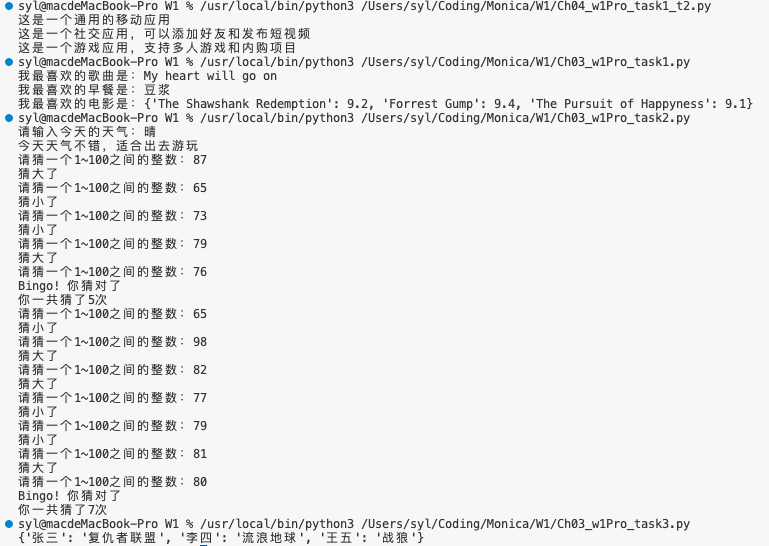 syl@macdeMacBook-Pro W1 % /usr/local/bin/python3 /Users/syl/Coding/Monica/W1/Ch04_w1Pro_task1_t2.py
这是一个通用的移动应用
这是一个社交应用，可以添加好友和发布短视频
这是一个游戏应用，支持多人游戏和内购项目
syl@macdeMacBook-Pro W1 % /usr/local/bin/python3 /Users/syl/Coding/Monica/W1/Ch03_w1Pro_task1.py
我最喜欢的歌曲是：My heart will go on
我最喜欢的早餐是：豆浆
我最喜欢的电影是：{'The Shawshank Redemption': 9.2, 'Forrest Gump': 9.4, 'The Pursuit of Happyness': 9.1}
syl@macdeMacBook-Pro W1 % /usr/local/bin/python3 /Users/syl/Coding/Monica/W1/Ch03_w1Pro_task2.py
请输入今天的天气：晴
今天天气不错，适合出去游玩
请猜一个1~100之间的整数：87
猜大了
请猜一个1~100之间的整数：65
猜小了
请猜一个1~100之间的整数：73
猜小了
请猜一个1~100之间的整数：79
猜大了
请猜一个1~100之间的整数：76
Bingo! 你猜对了
你一共猜了5次
请猜一个1~100之间的整数：65
猜小了
请猜一个1~100之间的整数：98
猜大了
请猜一个1~100之间的整数：82
猜大了
请猜一个1~100之间的整数：77
猜小了
请猜一个1~100之间的整数：79
猜小了
请猜一个1~100之间的整数：81
猜大了
请猜一个1~100之间的整数：80
Bingo! 你猜对了
你一共猜了7次
syl@macdeMacBook-Pro W1 % /usr/local/bin/python3 /Users/syl/Coding/Monica/W1/Ch03_w1Pro_task3.py
{'张三': '复仇者联盟', '李四': '流浪地球', '王五': '战狼'}